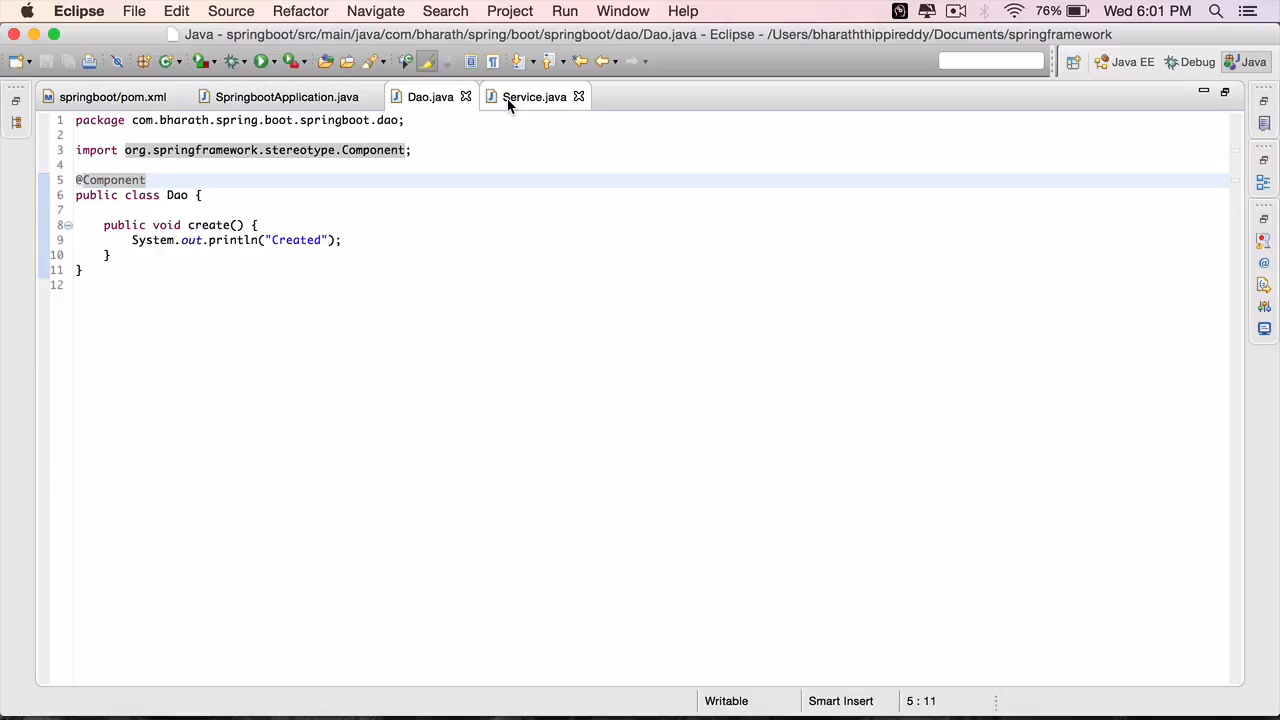 Eclipse File Edit Source Refactor Navigate Search Project Run Window Help 76% Wed 6:01 PM
Java - springboot/src/main/java/com/bharath/spring/boot/springboot/dao/Dao.java - Eclipse - /Users/bharaththippireddy/Documents/springframework
Java EE Debug Java
springboot/pom.xml SpringbootApplication.java Dao.java Service.java
1 package com.bharath.spring.boot.springboot.dao;
2
3 import org.springframework.stereotype.Component;
4
5 @Component
6 public class Dao {
7
8 public void create() {
9 System.out.println("Created");
10 }
11 }
12
Writable Smart Insert 5 : 11